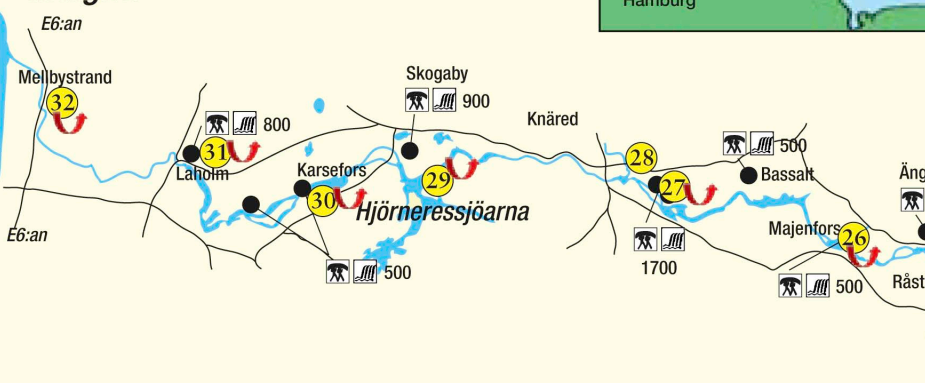 Hamburg
E6:an
Mellbystrand
32
Skogaby
900
Knäred
31
800
Laholm
Karsefors
30
29
Hjörneressjöarna
28
27
500
Bassalt
Äng
E6:an
500
1700
Majenfors
26
500
Råst